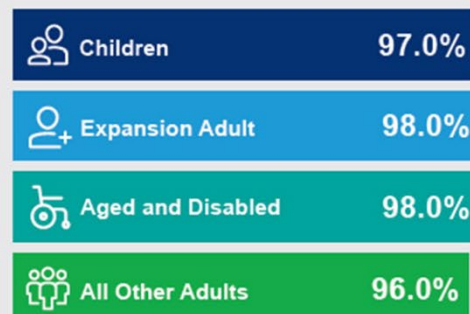 Children 97.0%
Expansion Adult 98.0%
Aged and Disabled 98.0%
All Other Adults 96.0%